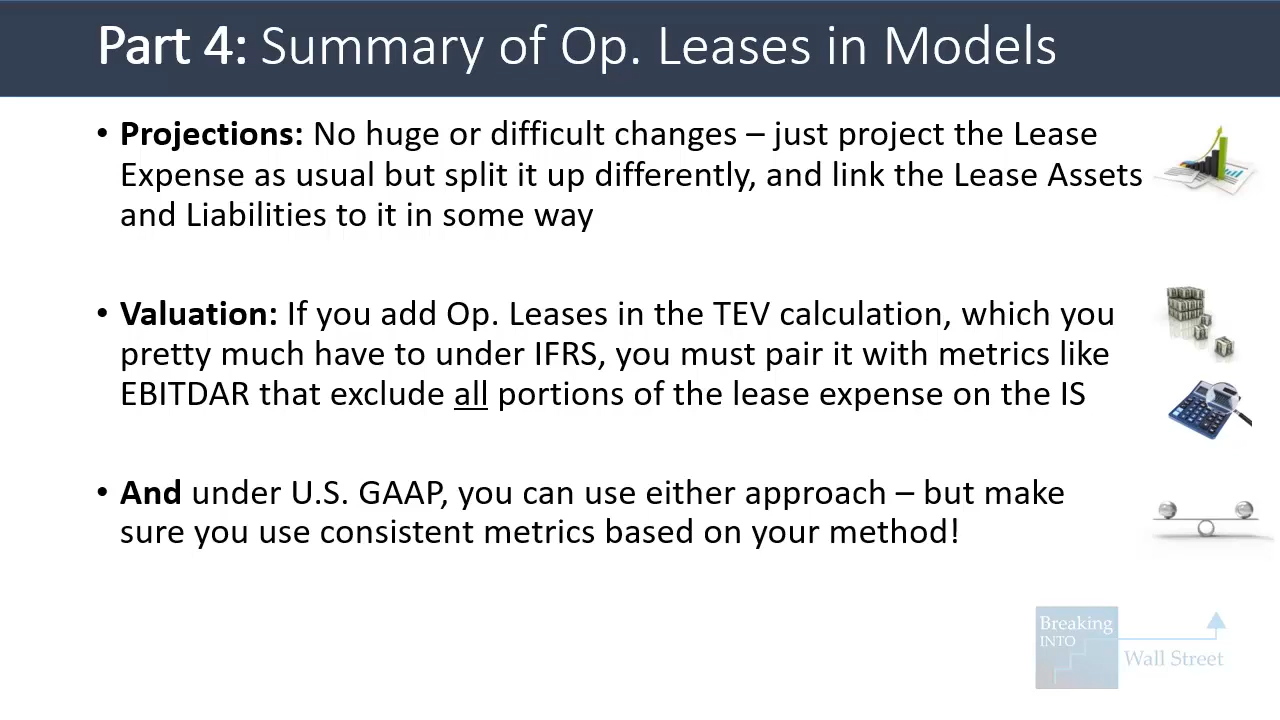 Part 4: Summary of Op. Leases in Models
• Projections: No huge or difficult changes – just project the Lease
Expense as usual but split it up differently, and link the Lease Assets
and Liabilities to it in some way
• Valuation: If you add Op. Leases in the TEV calculation, which you
pretty much have to under IFRS, you must pair it with metrics like
EBITDAR that exclude all portions of the lease expense on the IS
• And under U.S. GAAP, you can use either approach – but make
sure you use consistent metrics based on your method!
Breaking
INTO
Wall Street